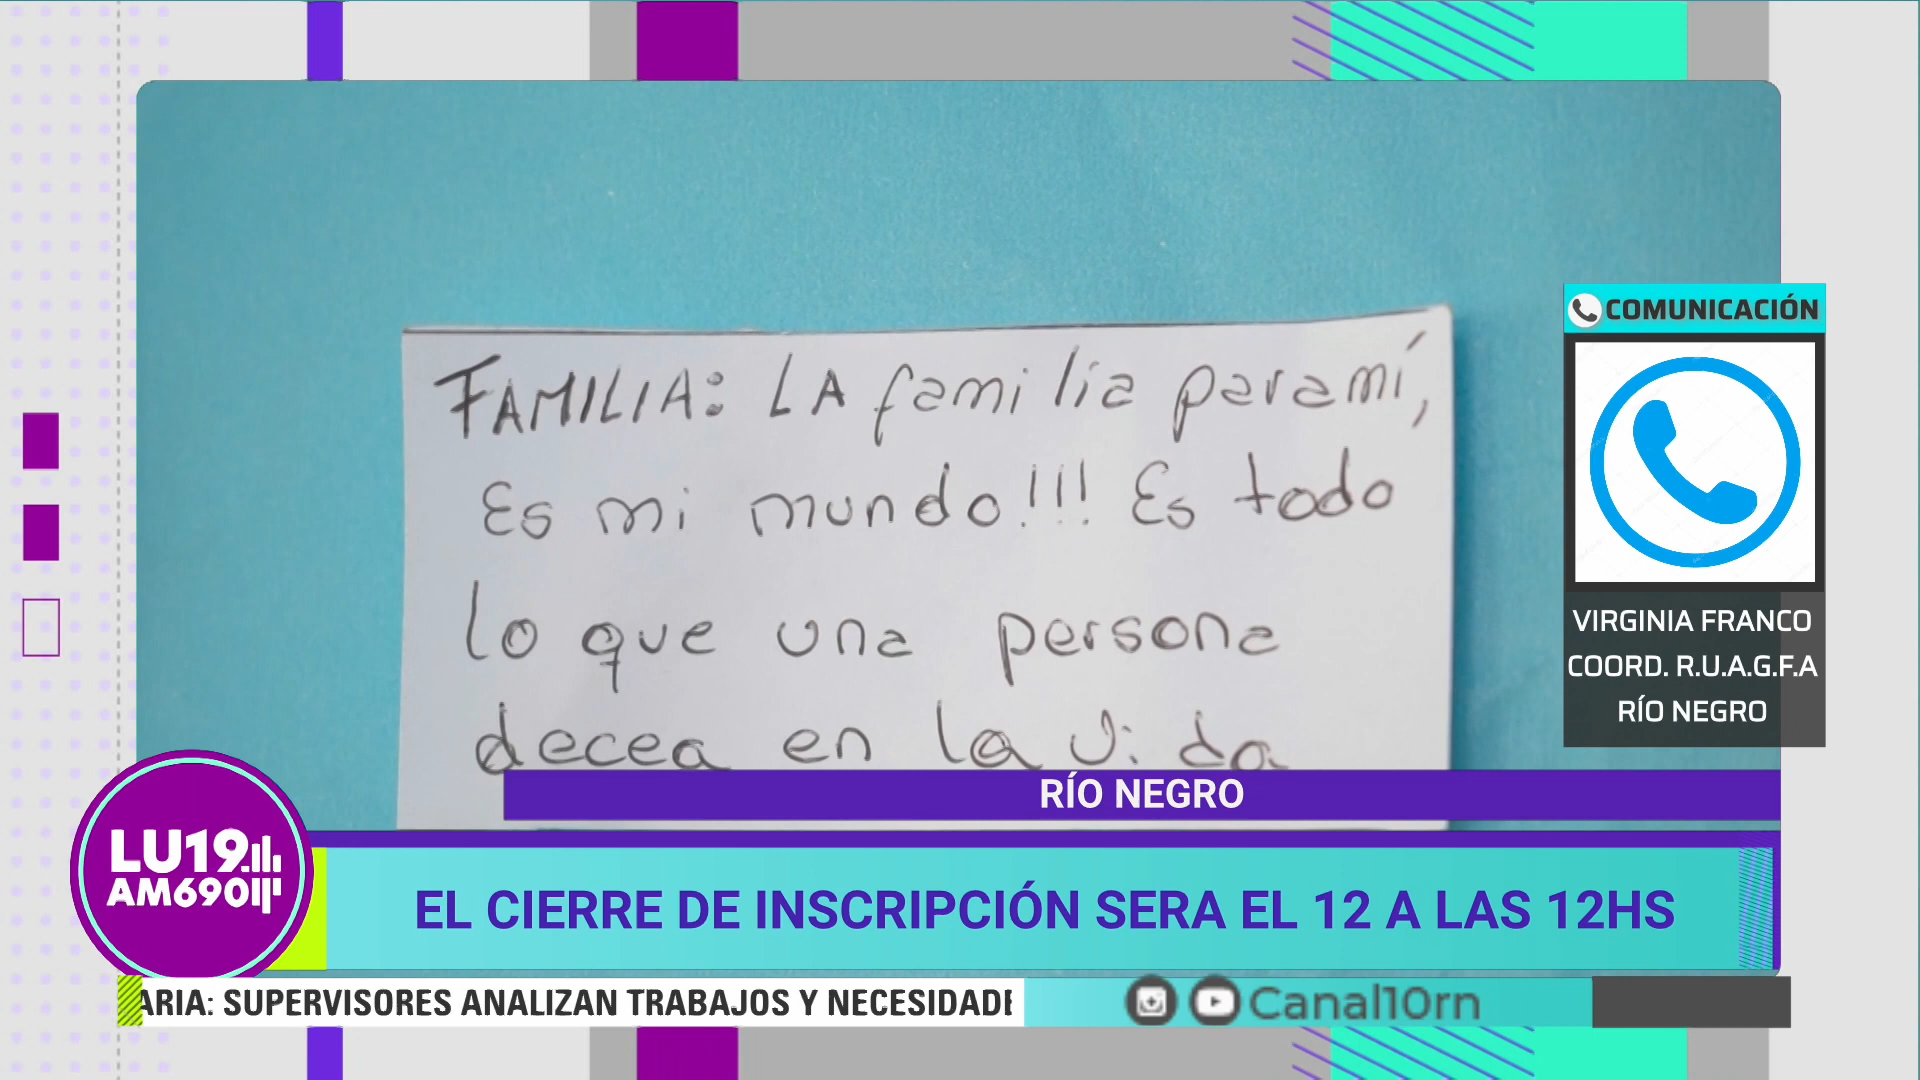 FAMILIA: LA familia para mí,
Es mi mundo!!! Es todo
lo que una persona
decea en la vida
COMUNICACIÓN
VIRGINIA FRANCO
COORD. R.U.A.G.F.A
RÍO NEGRO
RÍO NEGRO
LU19
AM690
EL CIERRE DE INSCRIPCIÓN SERA EL 12 A LAS 12HS
ARIA: SUPERVISORES ANALIZAN TRABAJOS Y NECESIDADE
Canal10rn